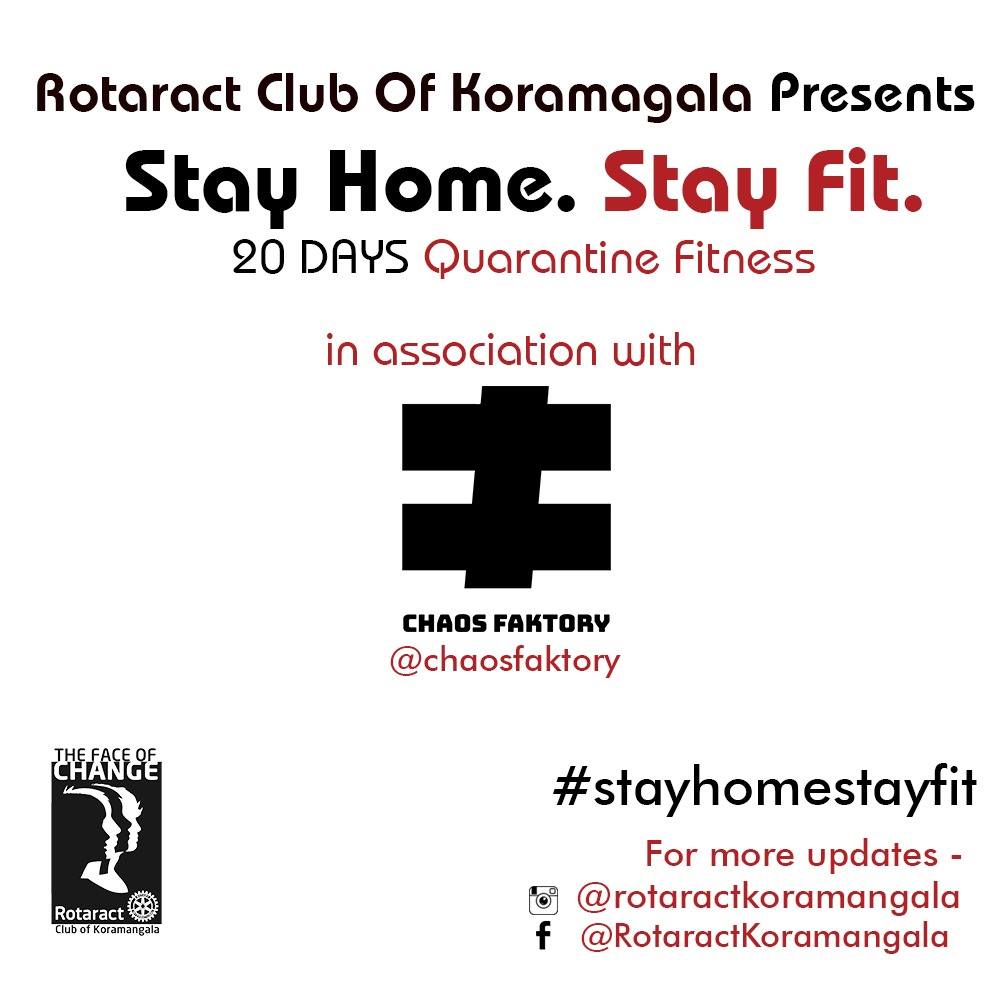 Rotaract Club Of Koramagala Presents
Stay Home. Stay Fit.
20 DAYS Quarantine Fitness
in association with
CHAOS FAKTORY
@chaosfaktory
THE FACE OF
CHANGE
Rotaract
Club of Koramangala
#stayhomestayfit
For more updates -
@rotaractkoramangala
f @RotaractKoramangala